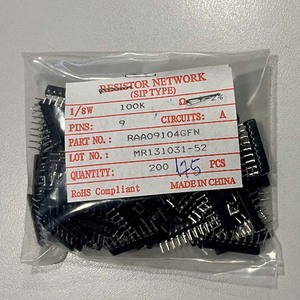 RESISTOR NETWORK
(SIP TYPE)
1/8W 100K Ω 2%
PINS: 9 CIRCUITS: A
PART NO.: RAA09104GFN
LOT NO.: MR131031-52
QUANTITY: 200 175 PCS
RoHS Compliant MADE IN CHINA